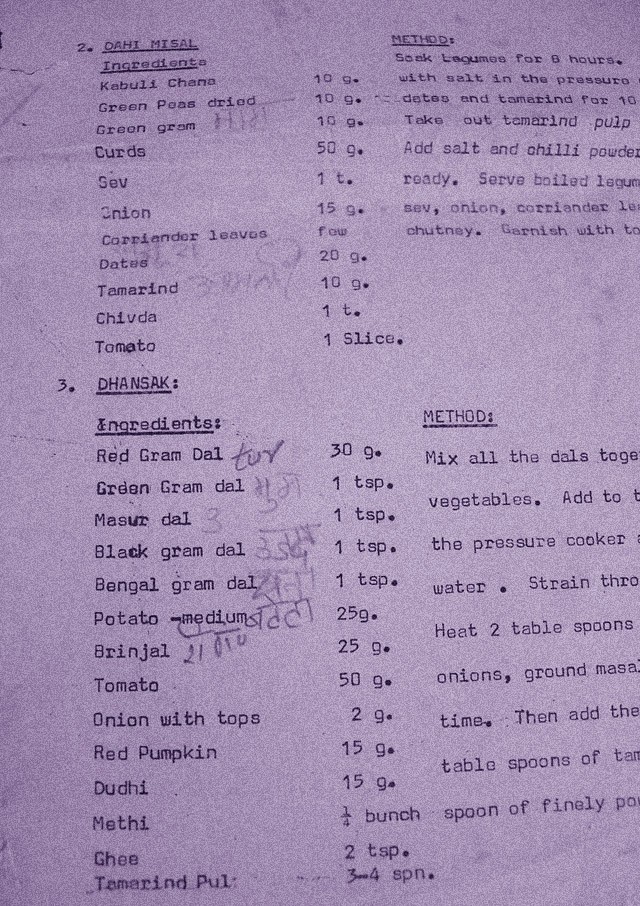 2. DAHI MISAL
Ingredients
Kabuli Chana 10 g.
Green Peas dried 10 g.
Green gram 10 g.
Curds 50 g.
Sev 1 t.
Onion 15 g.
Corriander leaves few
Dates 20 g.
Tamarind 10 g.
Chivda 1 t.
Tomato 1 Slice.
METHOD:
Soak Legumes for 8 hours.
with salt in the pressure
dates and tamarind for 10
Take out tamarind pulp
Add salt and chilli powder
ready. Serve boiled legum
sev, onion, corriander le
chutney. Garnish with to
3. DHANSAK:
Ingredients:
Red Gram Dal tur 30 g.
Green Gram dal 1 tsp.
Masur dal 3 1 tsp.
Black gram dal 1 tsp.
Bengal gram dal 1 tsp.
Potato -medium 25g.
Brinjal 25 g.
Tomato 50 g.
Onion with tops 2 g.
Red Pumpkin 15 g.
Dudhi 15 g.
Methi ¼ bunch
Ghee 2 tsp.
Tamarind Pul 3-4 spn.
METHOD:
Mix all the dals toge
vegetables. Add to t
the pressure cooker a
water . Strain thro
Heat 2 table spoons
onions, ground masal
time. Then add the
table spoons of tam
spoon of finely po